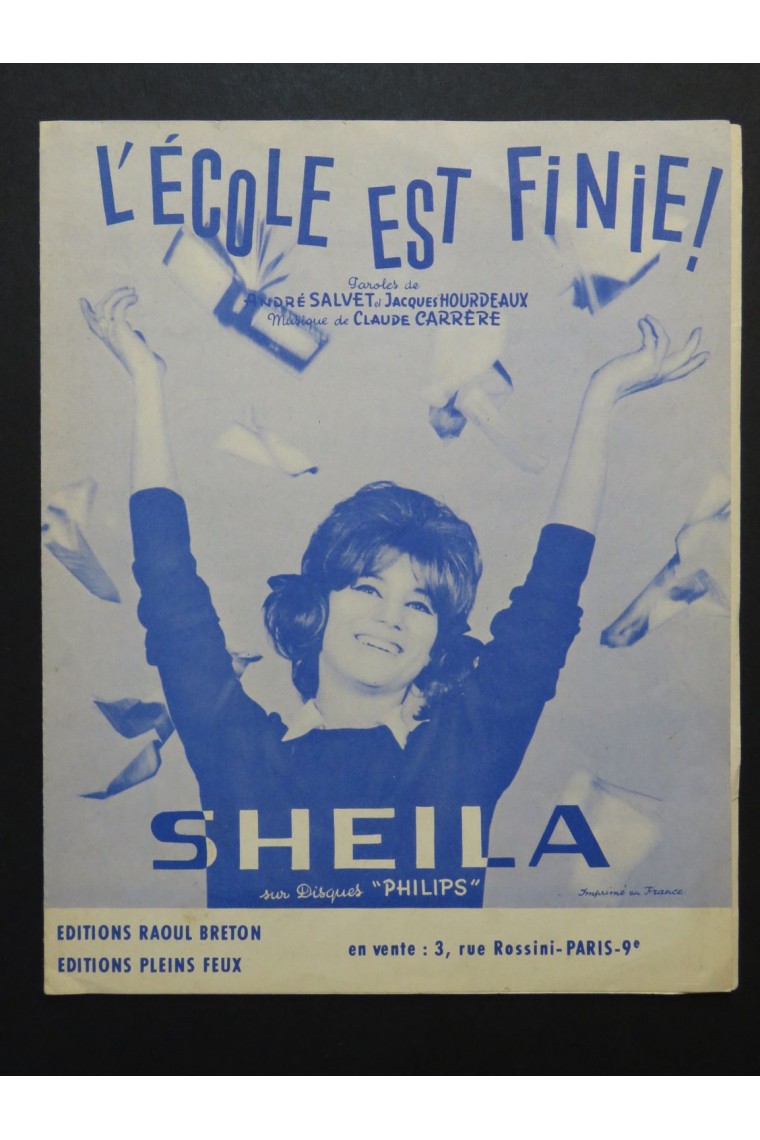 L'ÉCOLE EST FiNiE!
Paroles de
ANDRÉ SALVET et JACQUES HOURDEAUX
Musique de CLAUDE CARRÈRE
SHEILA
sur Disques "PHILIPS"
Imprimé en France
EDITIONS RAOUL BRETON
EDITIONS PLEINS FEUX
en vente : 3, rue Rossini-PARIS-9e